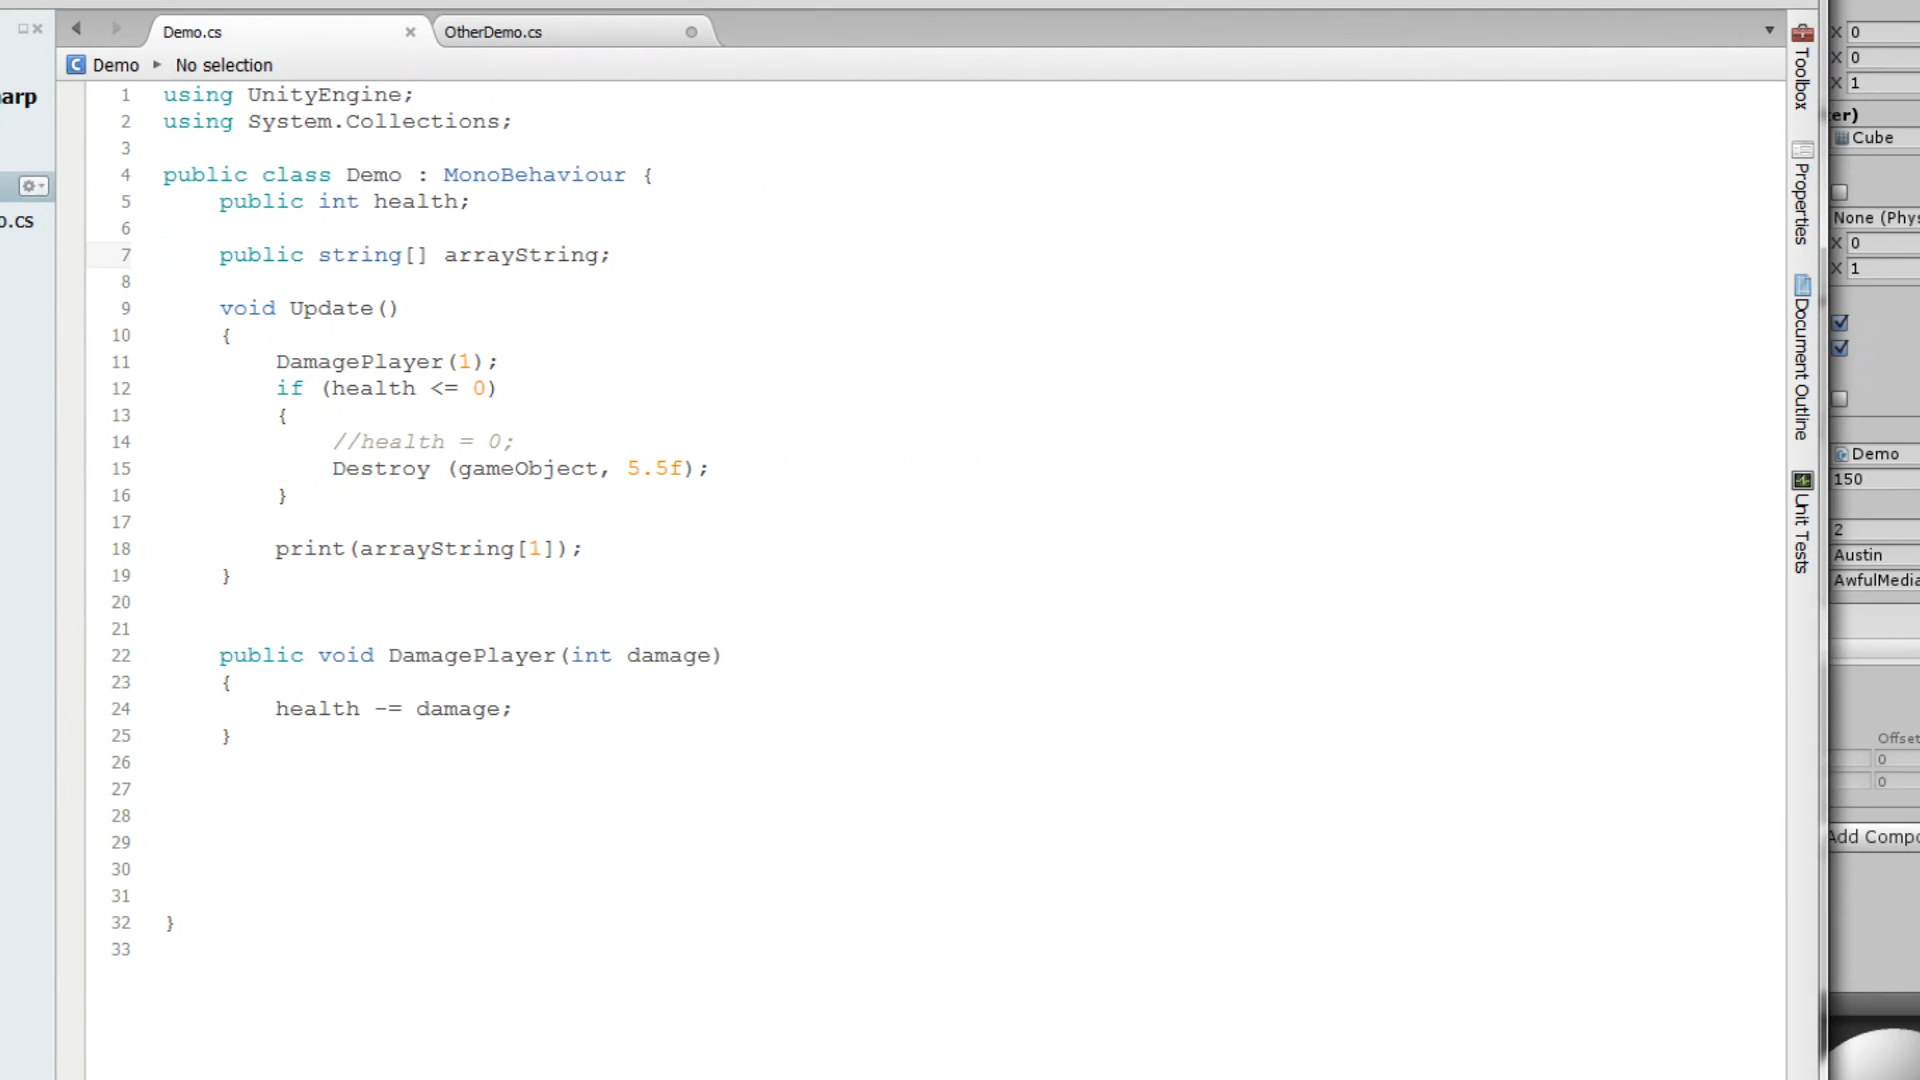 Demo.cs
OtherDemo.cs
Demo
No selection
arp
o.cs
1 using UnityEngine;
2 using System.Collections;
3
4 public class Demo : MonoBehaviour {
5 public int health;
6
7 public string[] arrayString;
8
9 void Update()
10 {
11 DamagePlayer(1);
12 if (health <= 0)
13 {
14 //health = 0;
15 Destroy (gameObject, 5.5f);
16 }
17
18 print(arrayString[1]);
19 }
20
21
22 public void DamagePlayer(int damage)
23 {
24 health -= damage;
25 }
26
27
28
29
30
31
32 }
33
Toolbox
Properties
Document Outline
Unit Tests
X 0
X 0
X 1
er)
Cube
None (Phys
X 0
X 1
Demo
150
2
Austin
AwfulMedia
Offset
0
0
Add Compo